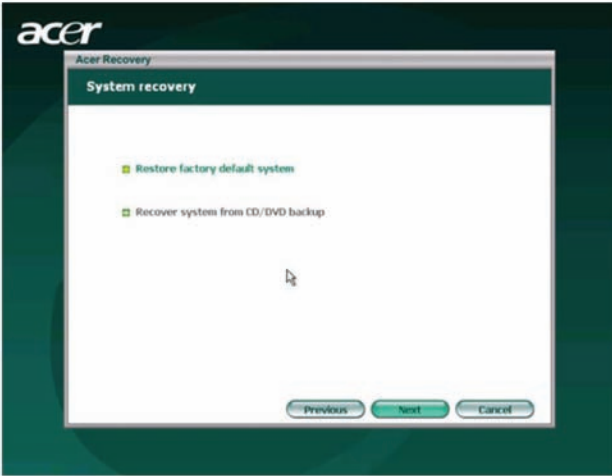 acer
Acer Recovery
System recovery
Restore factory default system
Recover system from CD/DVD backup
Previous
Next
Cancel